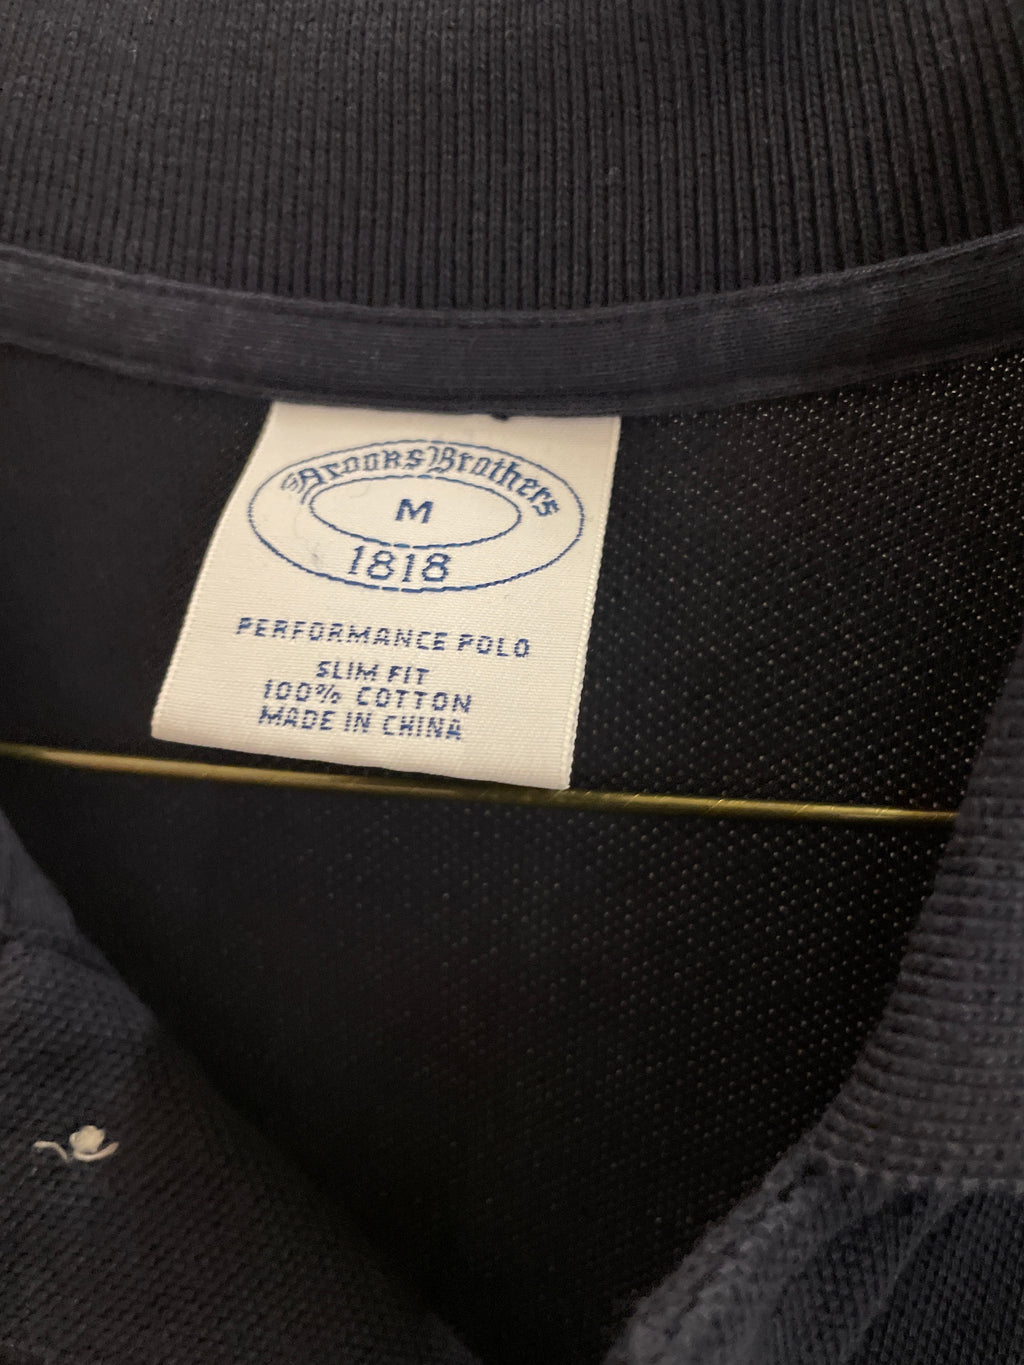 Brooks Brothers
M
1818
PERFORMANCE POLO
SLIM FIT
100% COTTON
MADE IN CHINA